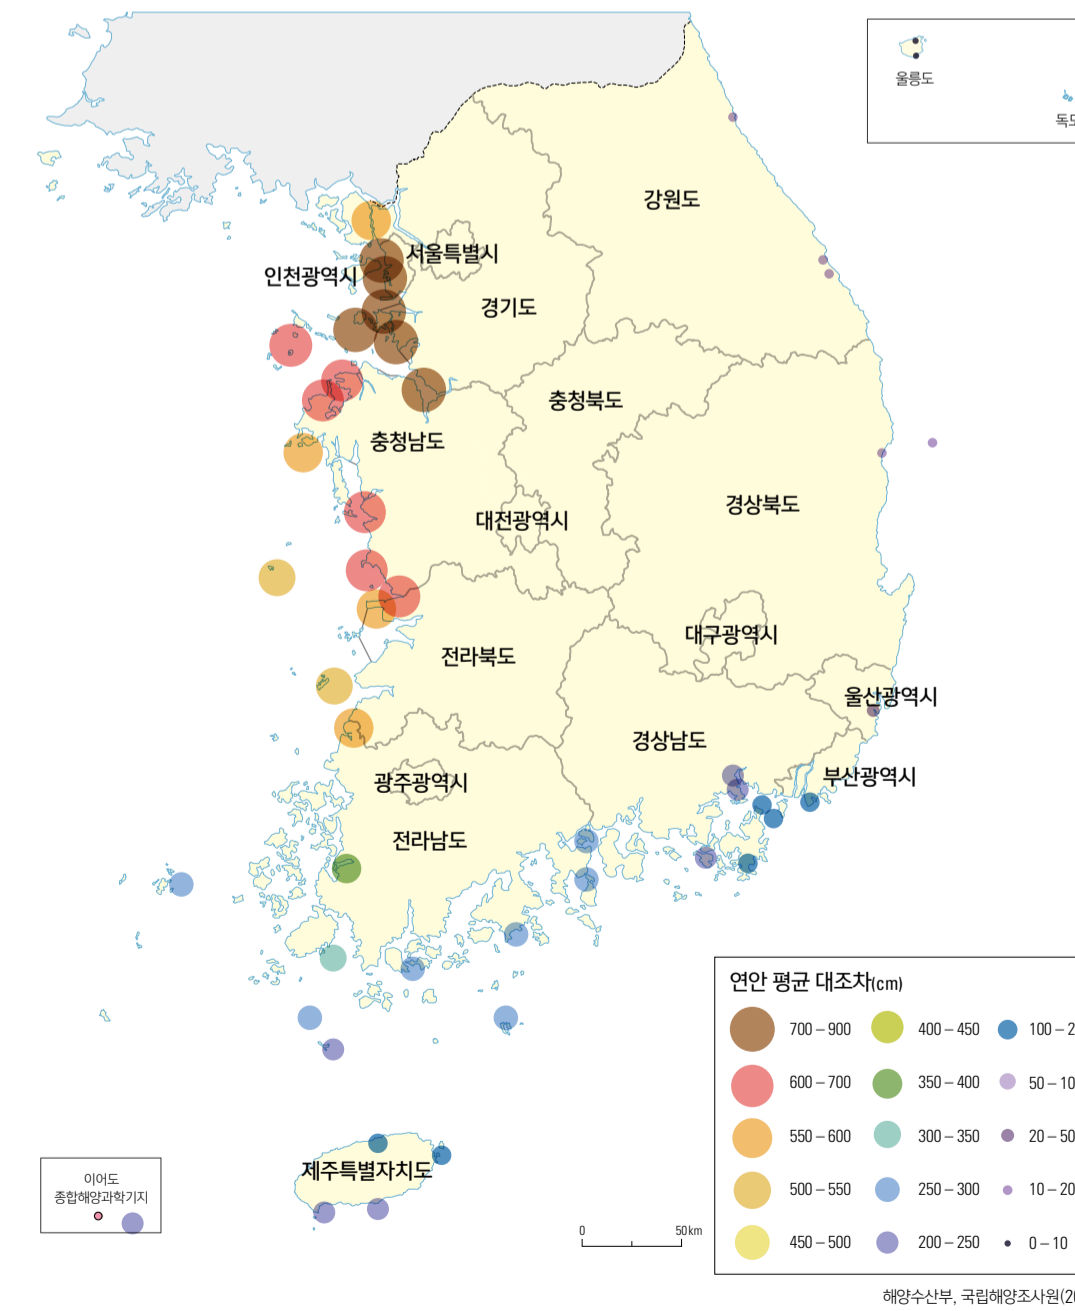 울릉도
강원도
서울특별시
인천광역시
경기도
충청북도
충청남도
경상북도
대전광역시
대구광역시
전라북도
울산광역시
경상남도
부산광역시
광주광역시
전라남도
제주특별자치도
이어도
종합해양과학기지
0 50km
연안 평균 대조차(cm)
700 – 900 400 – 450
600 – 700 350 – 400
550 – 600 300 – 350 20 – 50
500 – 550 250 – 300 10 – 20
450 – 500 200 – 250 0 – 10
해양수산부, 국립해양조사원